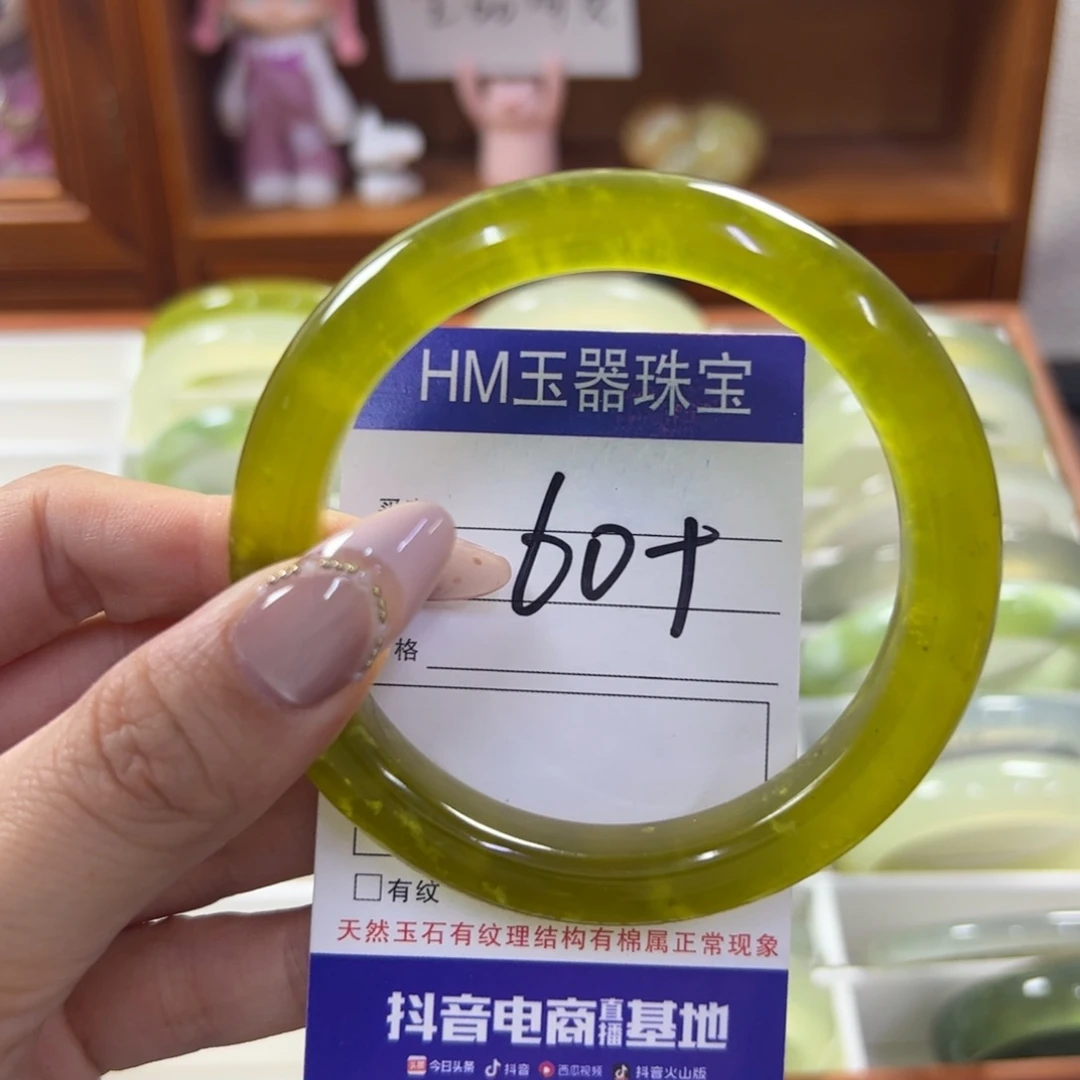 HM玉器珠宝
60+
格
有纹
天然玉石有纹理结构有棉属正常现象
抖音电商直播基地
头条 今日头条 抖音 西瓜视频 抖音火山版